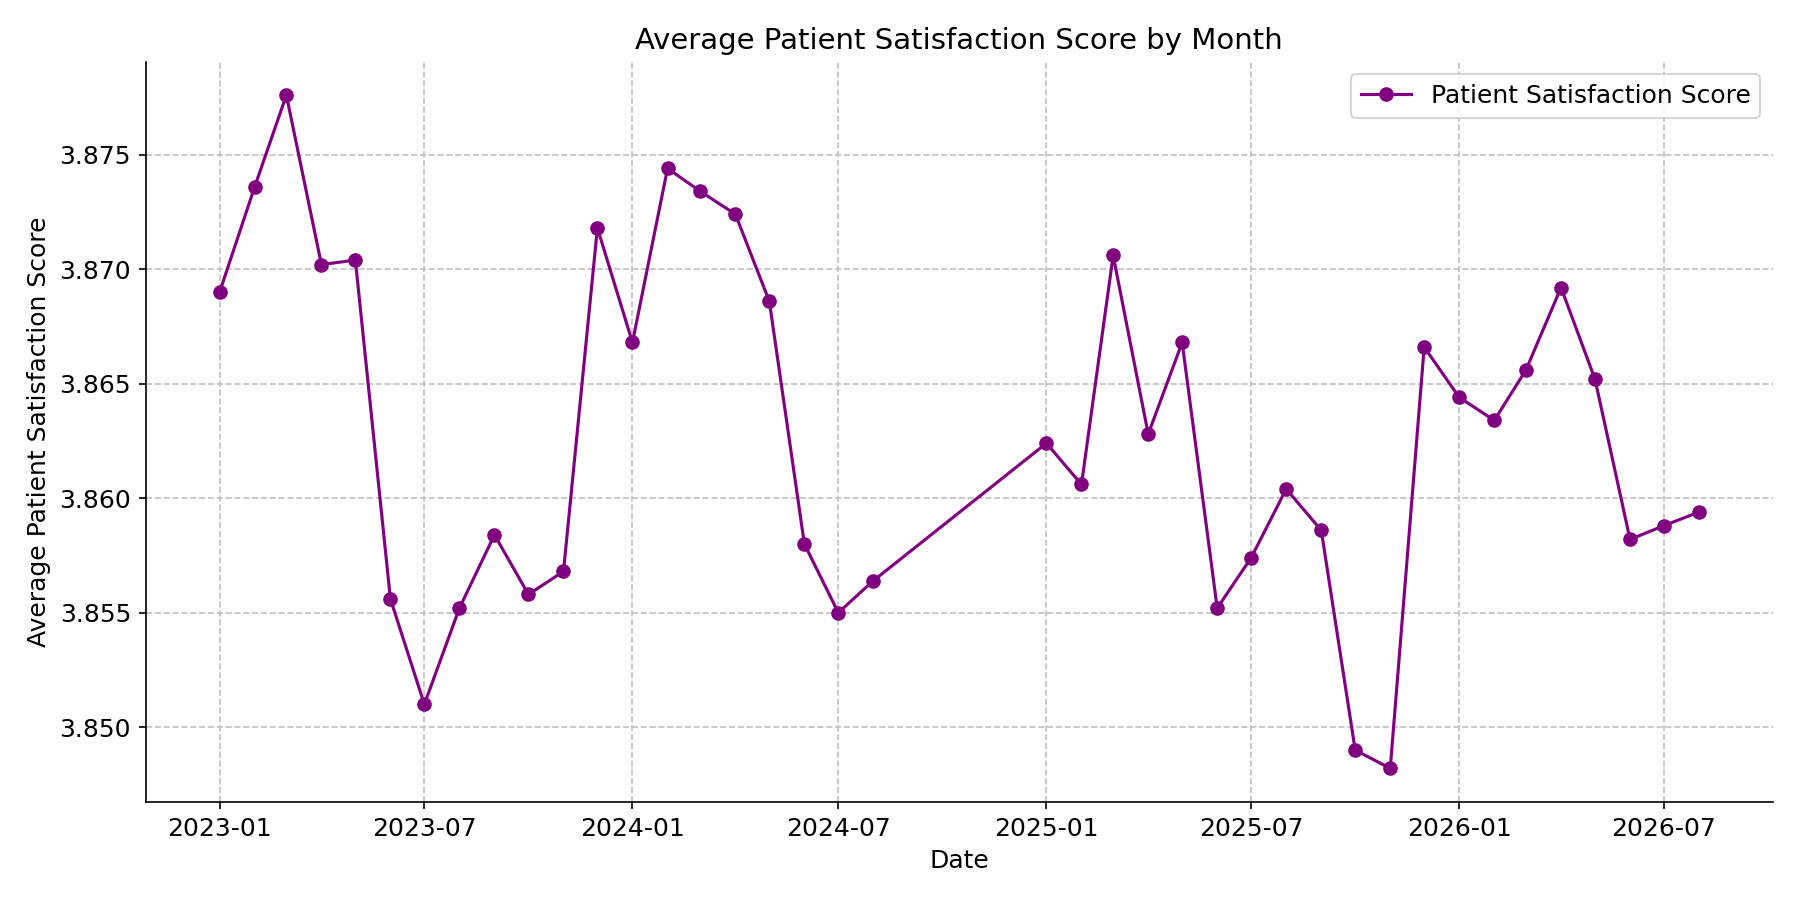 Average Patient Satisfaction Score by Month
Patient Satisfaction Score
Average Patient Satisfaction Score
3.875
3.870
3.865
3.860
3.855
3.850
2023-01 2023-07 2024-01 2024-07 2025-01 2025-07 2026-01 2026-07
Date